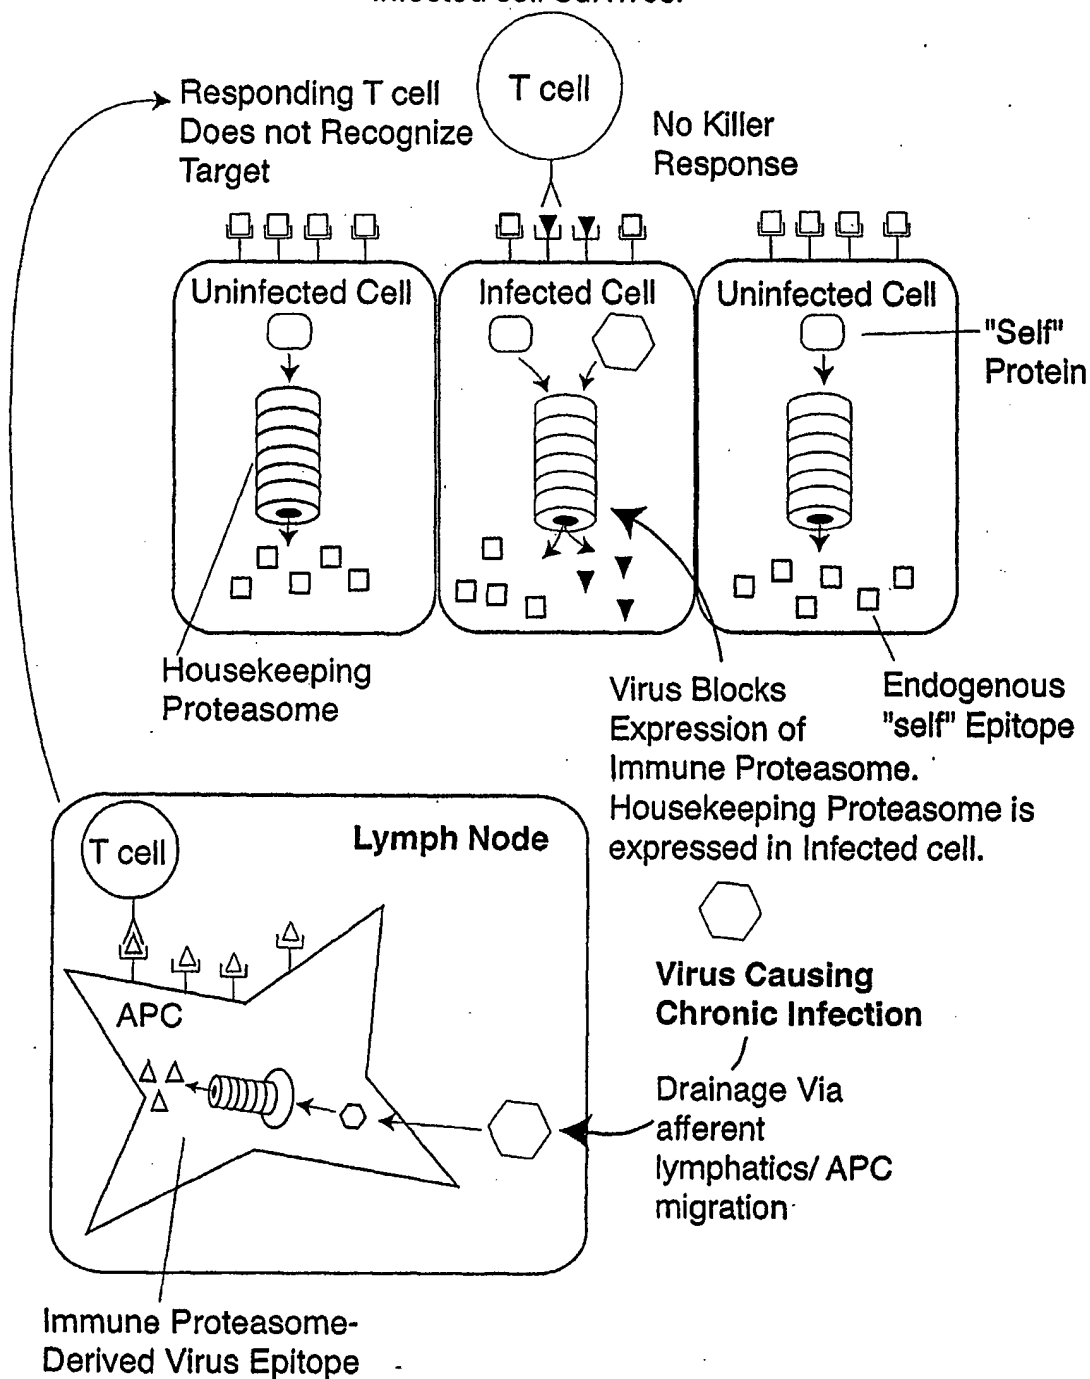 T cell
Responding T cell
Does not Recognize
Target
No Killer
Response
Uninfected Cell
Infected Cell
Uninfected Cell
"Self"
Protein
Housekeeping
Proteasome
Virus Blocks
Expression of
Immune Proteasome.
Housekeeping Proteasome is
expressed in Infected cell.
Endogenous
"self" Epitope
T cell
Lymph Node
APC
Virus Causing
Chronic Infection
Drainage Via
afferent
lymphatics/ APC
migration
Immune Proteasome-
Derived Virus Epitope